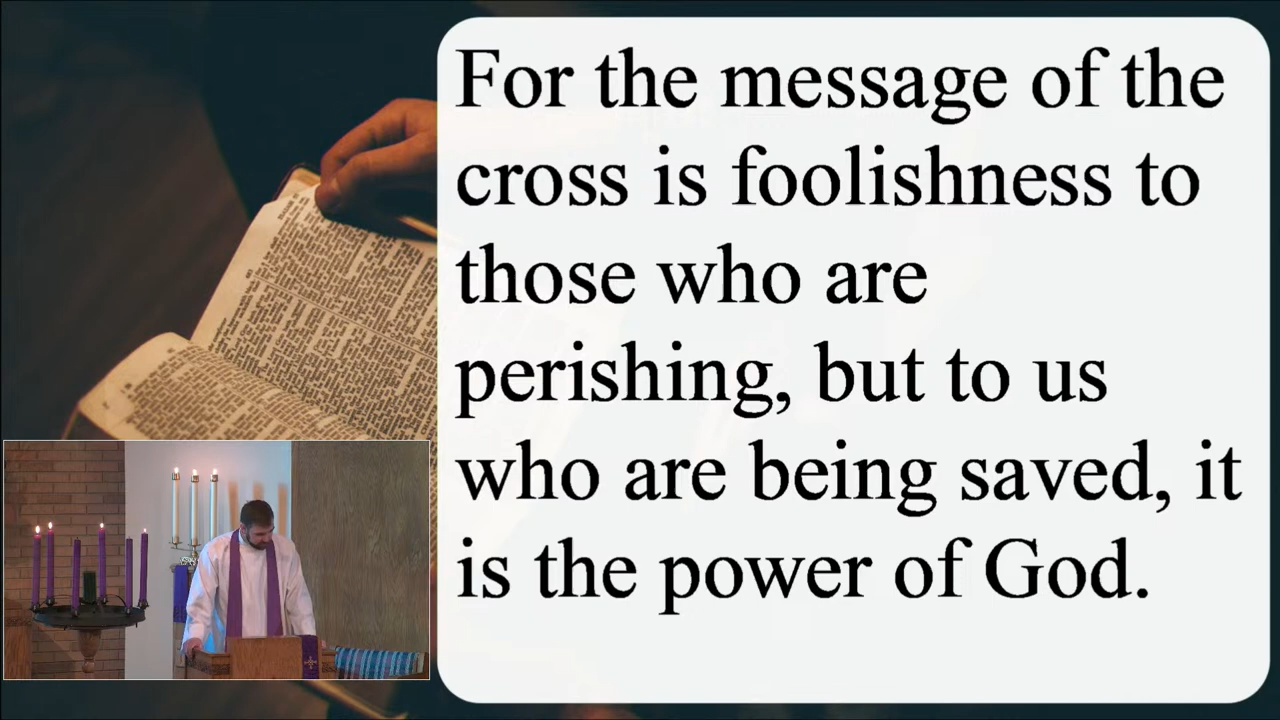 For the message of the
cross is foolishness to
those who are
perishing, but to us
who are being saved, it
is the power of God.